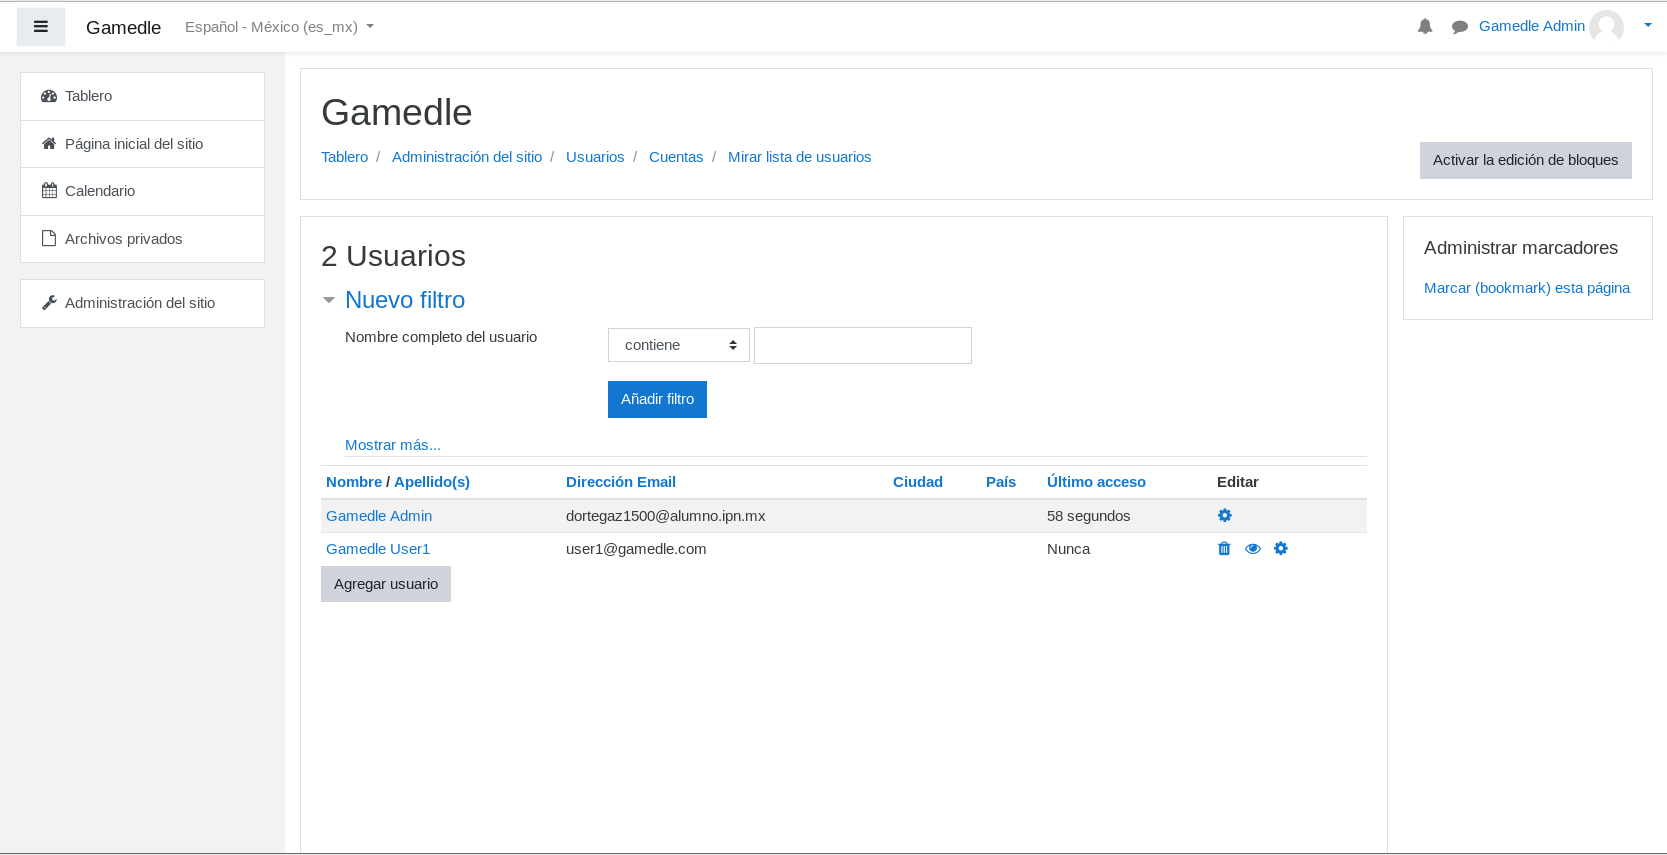 Gamedle Español - México (es_mx) Gamedle Admin
Tablero
Página inicial del sitio
Calendario
Archivos privados
Administración del sitio
Gamedle
Tablero / Administración del sitio / Usuarios / Cuentas / Mirar lista de usuarios
Activar la edición de bloques
2 Usuarios
Nuevo filtro
Nombre completo del usuario contiene
Añadir filtro
Mostrar más...
Nombre / Apellido(s) Dirección Email Ciudad País Último acceso Editar
Gamedle Admin dortegaz1500@alumno.ipn.mx 58 segundos
Gamedle User1 user1@gamedle.com Nunca
Agregar usuario
Administrar marcadores
Marcar (bookmark) esta página